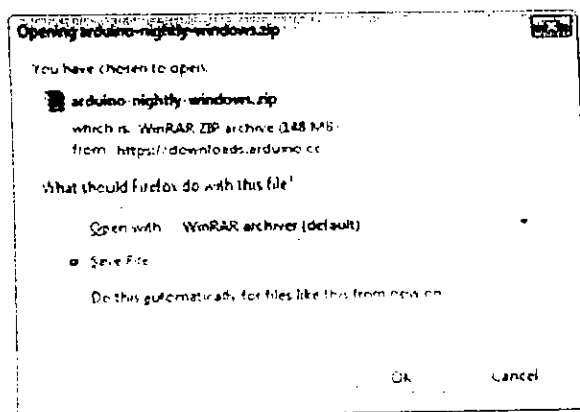 Opening arduino-nightly-windows.zip
You have chosen to open:
arduino-nightly-windows.zip
which is: WinRAR ZIP archive (148 MB)
from: https://downloads.arduino.cc
What should Firefox do with this file?
Open with WinRAR archiver (default)
Save File
Do this automatically for files like this from now on.
OK Cancel